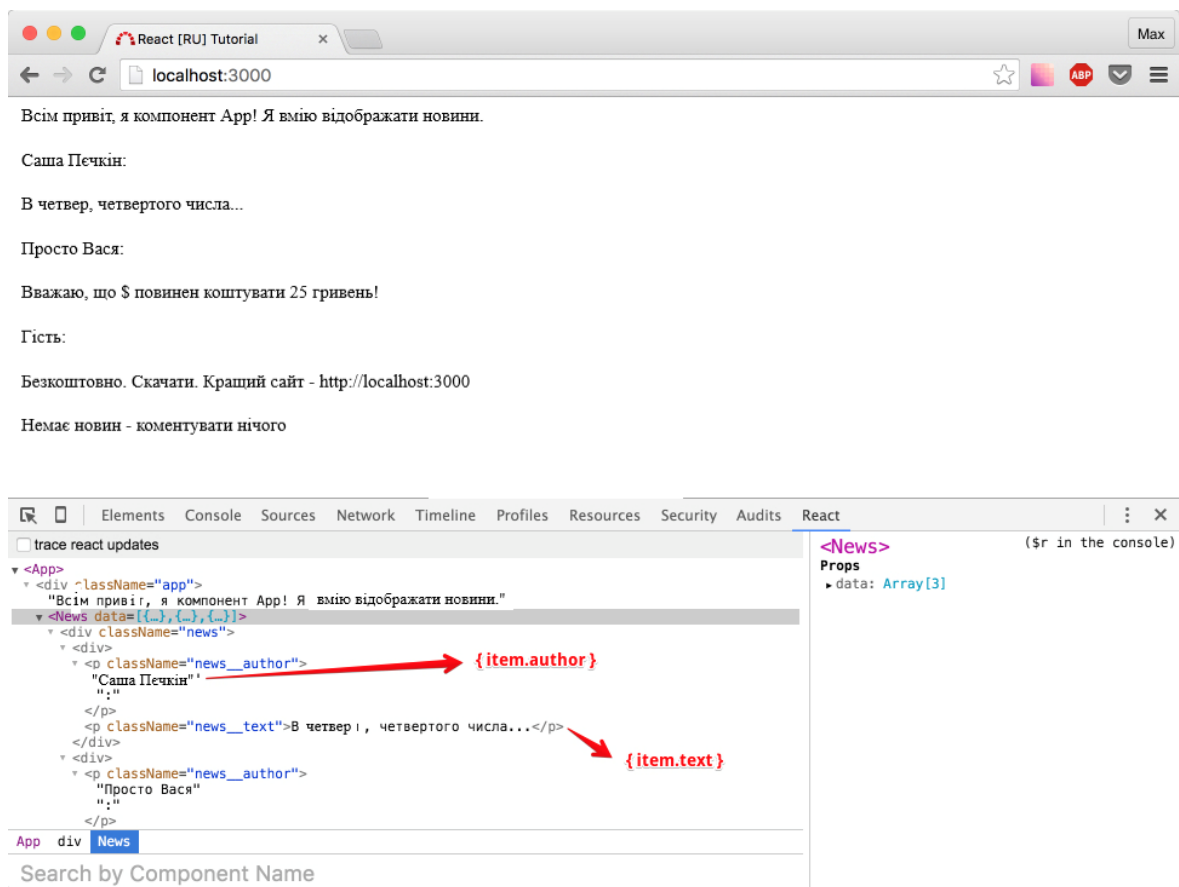 React [RU] Tutorial ×
Max
localhost:3000
ABP
Всім привіт, я компонент App! Я вмію відображати новини.
Саша Пєчкін:
В четвер, четвертого числа...
Просто Вася:
Вважаю, що $ повинен коштувати 25 гривень!
Гість:
Безкоштовно. Скачати. Кращий сайт - http://localhost:3000
Немає новин - коментувати нічого
Elements Console Sources Network Timeline Profiles Resources Security Audits React
trace react updates
<App>
<div className="app">
"Всім привіт, я компонент App! Я вмію відображати новини."
<News data=[{…},{…},{…}]>
<div className="news">
<div>
<p className="news__author">
"Саша Пєчкін"'
":"
</p>
<p className="news__text">В четвер, четвертого числа...</p>
</div>
<div>
<p className="news__author">
"Просто Вася"
":"
</p>
{ item.author }
{ item.text }
App div News
Search by Component Name
<News> ($r in the console)
Props
data: Array[3]